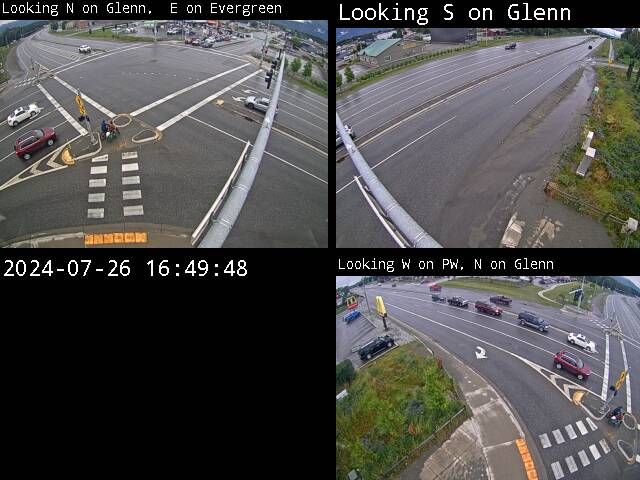 Looking N on Glenn,  E on Evergreen
Looking S on Glenn
2024-07-26 16:49:48
Looking W on PW, N on Glenn